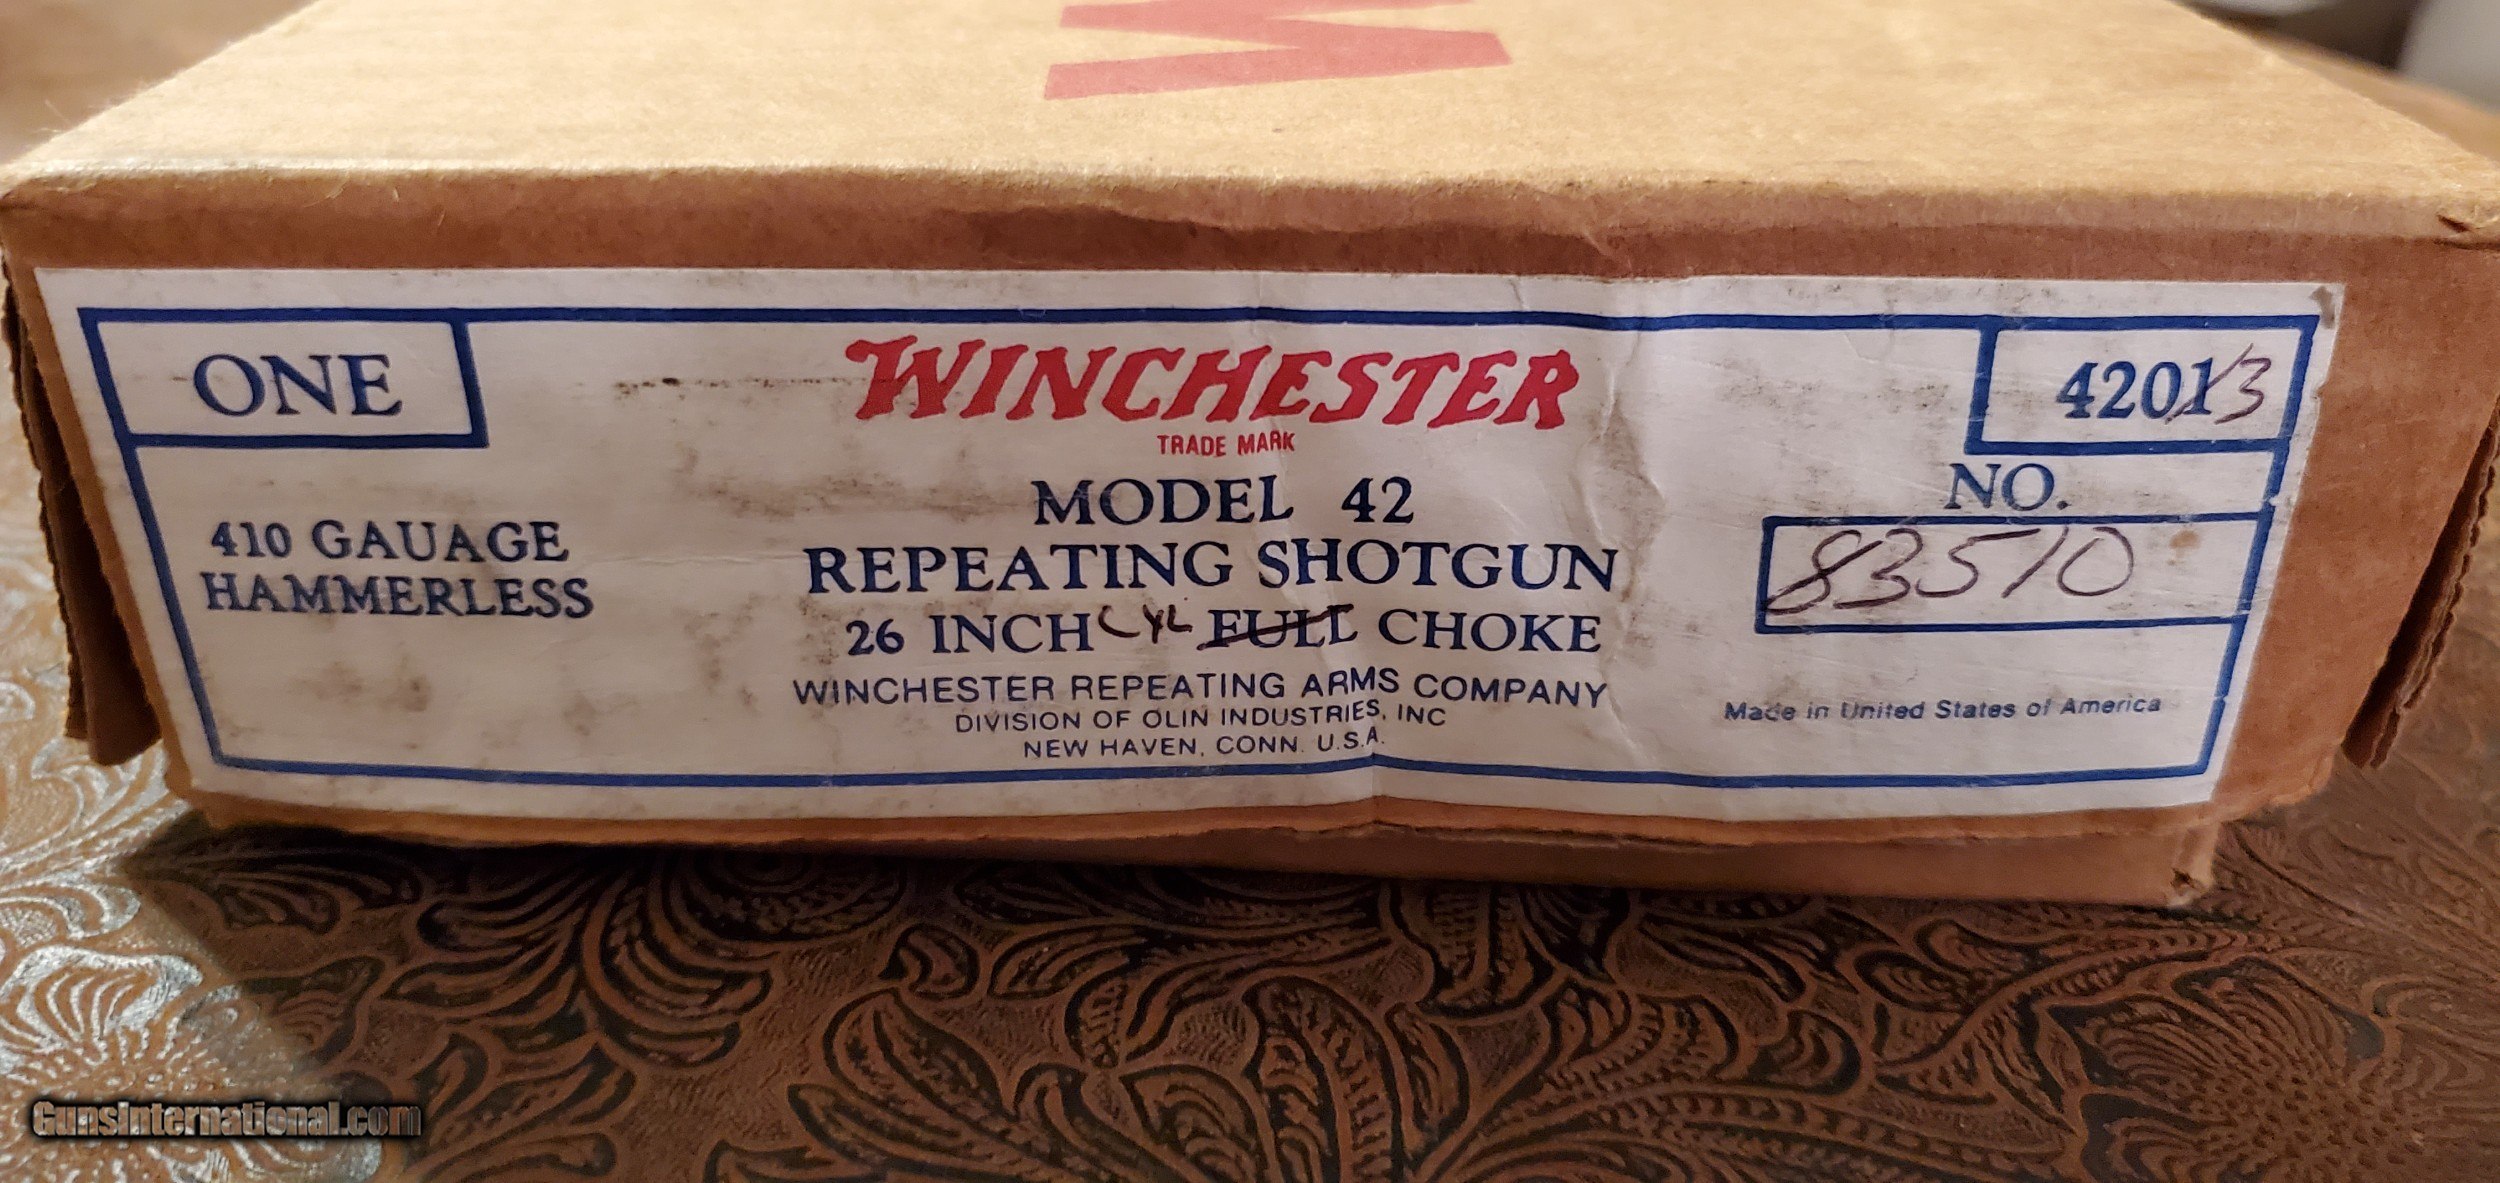 W
ONE
WINCHESTER
TRADE MARK
42013
410 GAUAGE
HAMMERLESS
MODEL 42
REPEATING SHOTGUN
26 INCH CYL FULL CHOKE
WINCHESTER REPEATING ARMS COMPANY
DIVISION OF OLIN INDUSTRIES, INC
NEW HAVEN, CONN. U.S.A.
NO.
83510
Made in United States of America
GunsInternational.com